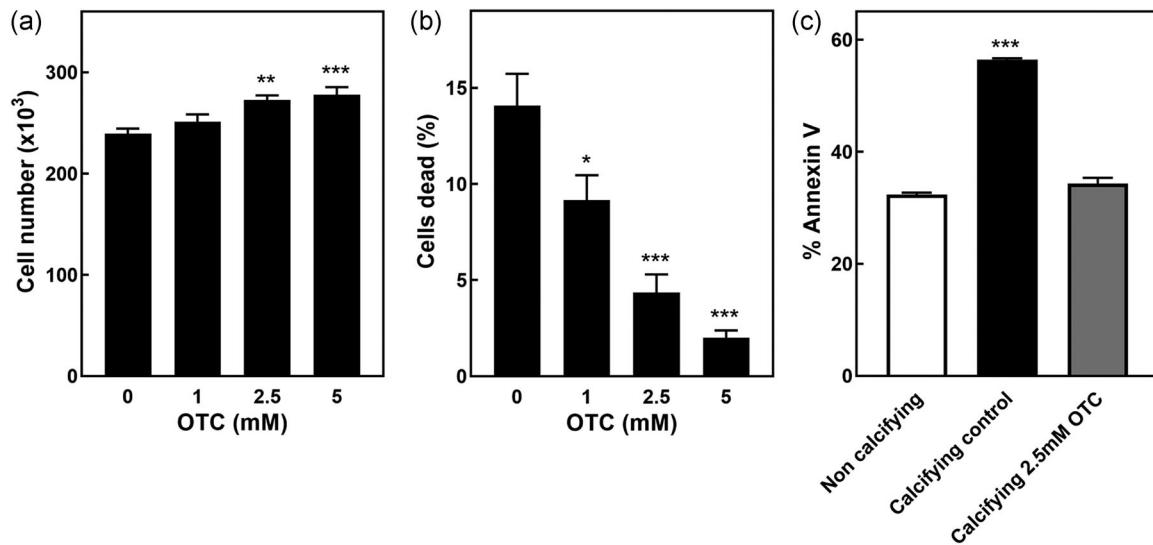 (a)
Cell number (x10³)
300
200
100
0
**
***
0 1 2.5 5
OTC (mM)
(b)
Cells dead (%)
15
10
5
0
*
***
***
0 1 2.5 5
OTC (mM)
(c)
% Annexin V
60
40
20
0
***
Non calcifying
Calcifying control
Calcifying 2.5mM OTC